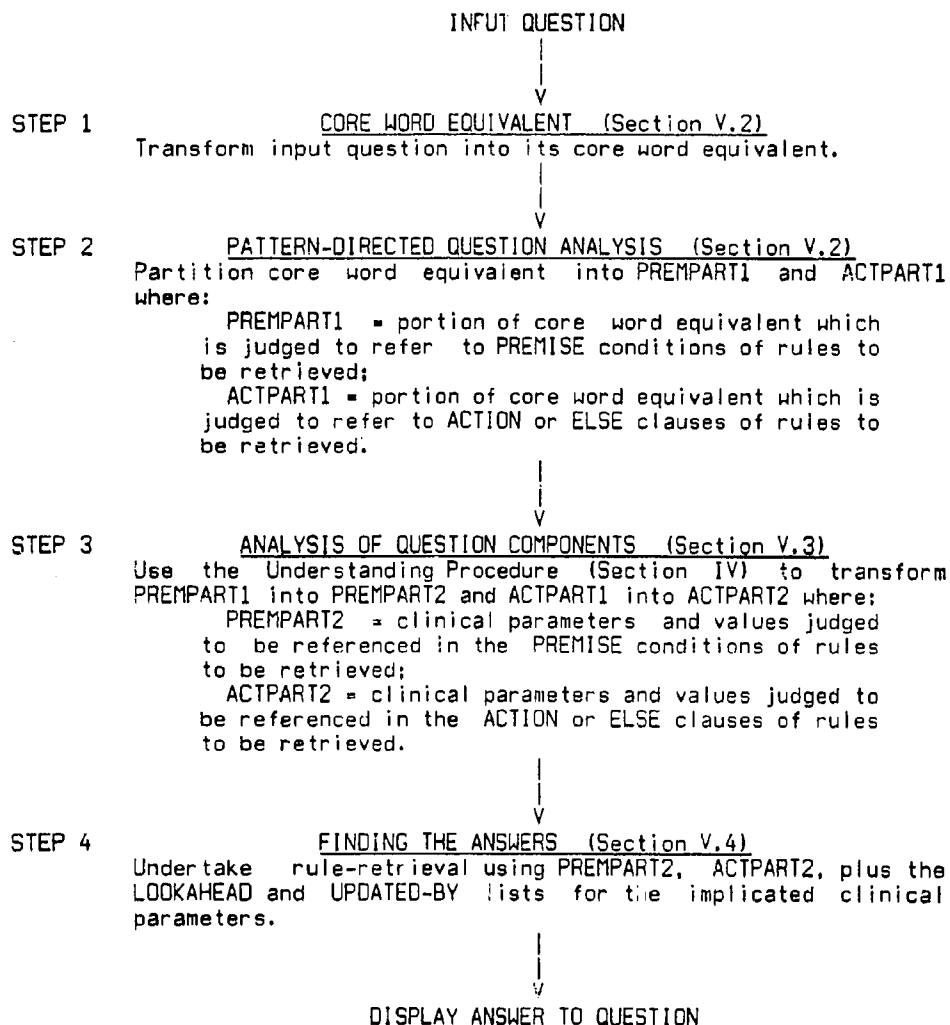 INPUT QUESTION
STEP 1 CORE WORD EQUIVALENT (Section V.2)
Transform input question into its core word equivalent.
STEP 2 PATTERN-DIRECTED QUESTION ANALYSIS (Section V.2)
Partition core word equivalent into PREMPART1 and ACTPART1
where:
PREMPART1 = portion of core word equivalent which
is judged to refer to PREMISE conditions of rules to
be retrieved;
ACTPART1 = portion of core word equivalent which is
judged to refer to ACTION or ELSE clauses of rules to
be retrieved.
STEP 3 ANALYSIS OF QUESTION COMPONENTS (Section V.3)
Use the Understanding Procedure (Section IV) to transform
PREMPART1 into PREMPART2 and ACTPART1 into ACTPART2 where:
PREMPART2 = clinical parameters and values judged
to be referenced in the PREMISE conditions of rules
to be retrieved;
ACTPART2 = clinical parameters and values judged to
be referenced in the ACTION or ELSE clauses of rules
to be retrieved.
STEP 4 FINDING THE ANSWERS (Section V.4)
Undertake rule-retrieval using PREMPART2, ACTPART2, plus the
LOOKAHEAD and UPDATED-BY lists for the implicated clinical
parameters.
DISPLAY ANSWER TO QUESTION